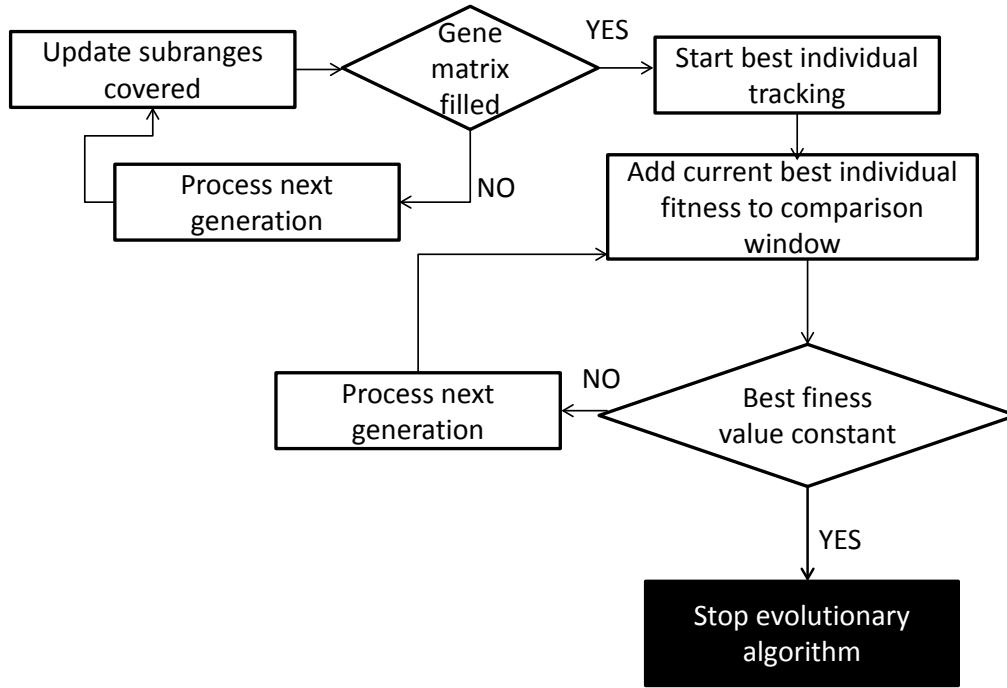 Update subranges
covered
Gene
matrix
filled
YES
Start best individual
tracking
NO
Process next
generation
Add current best individual
fitness to comparison
window
NO
Process next
generation
Best finess
value constant
YES
Stop evolutionary
algorithm